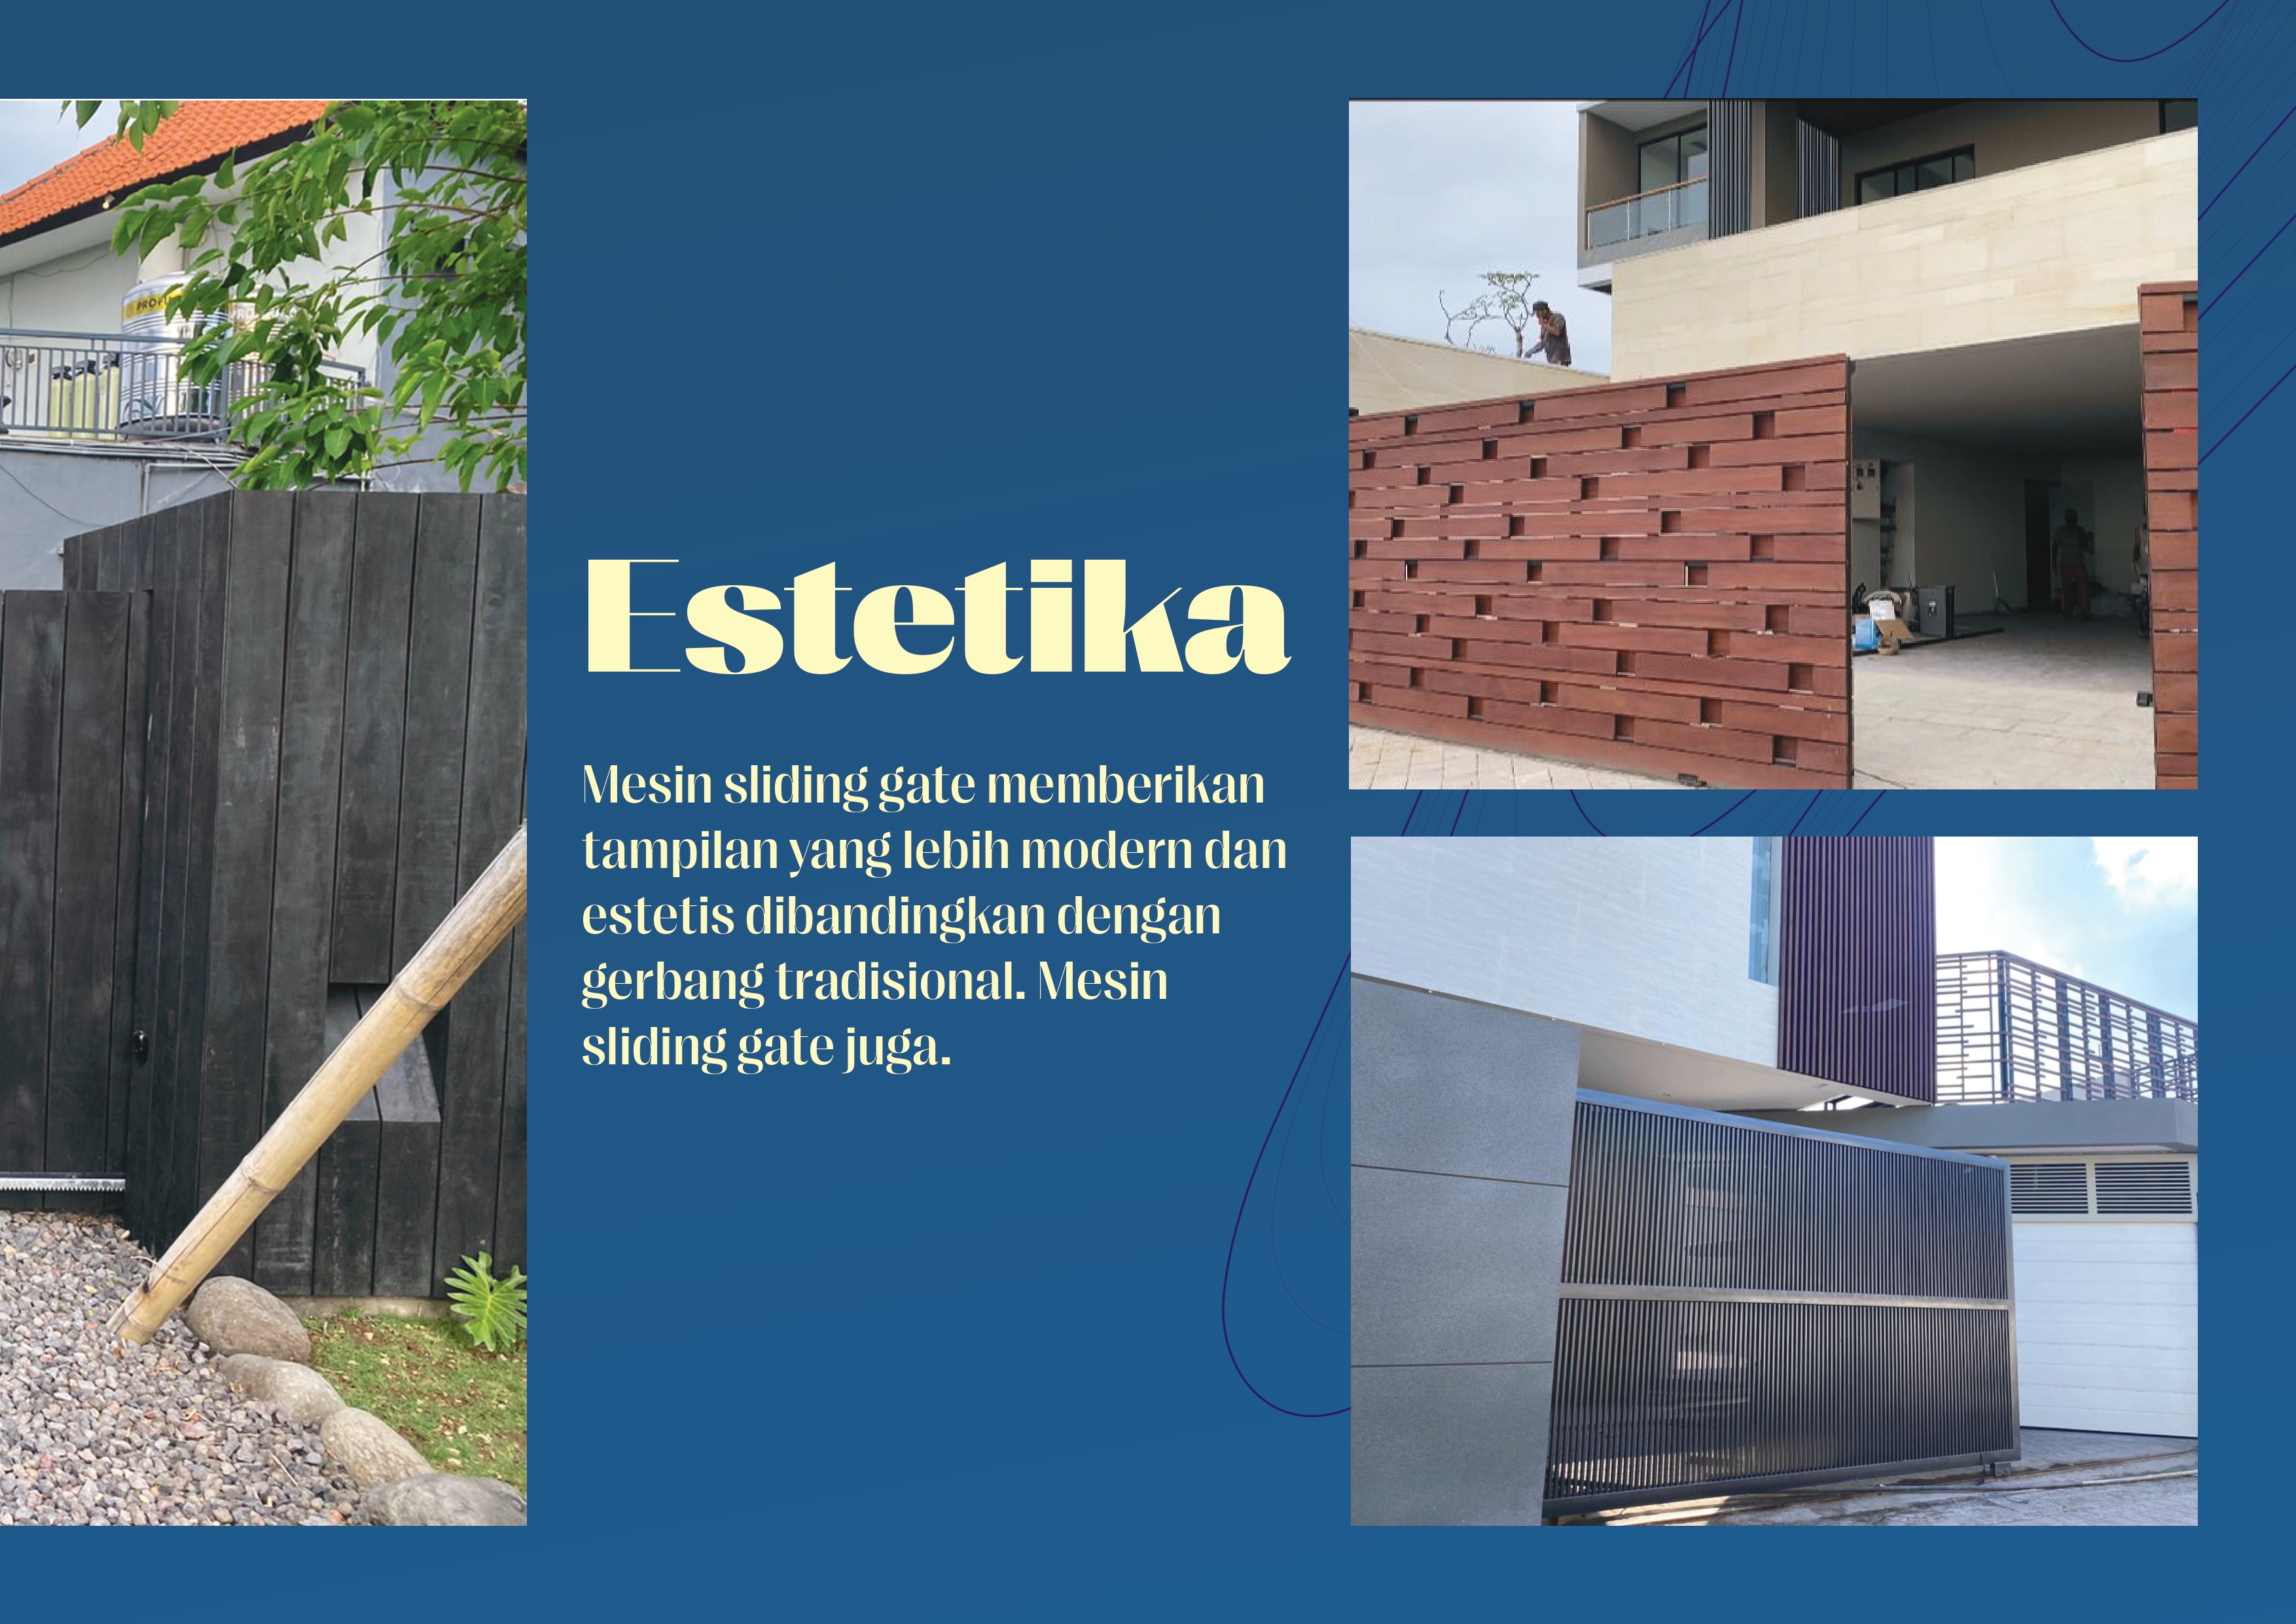 Estetika
Mesin sliding gate memberikan
tampilan yang lebih modern dan
estetis dibandingkan dengan
gerbang tradisional. Mesin
sliding gate juga.